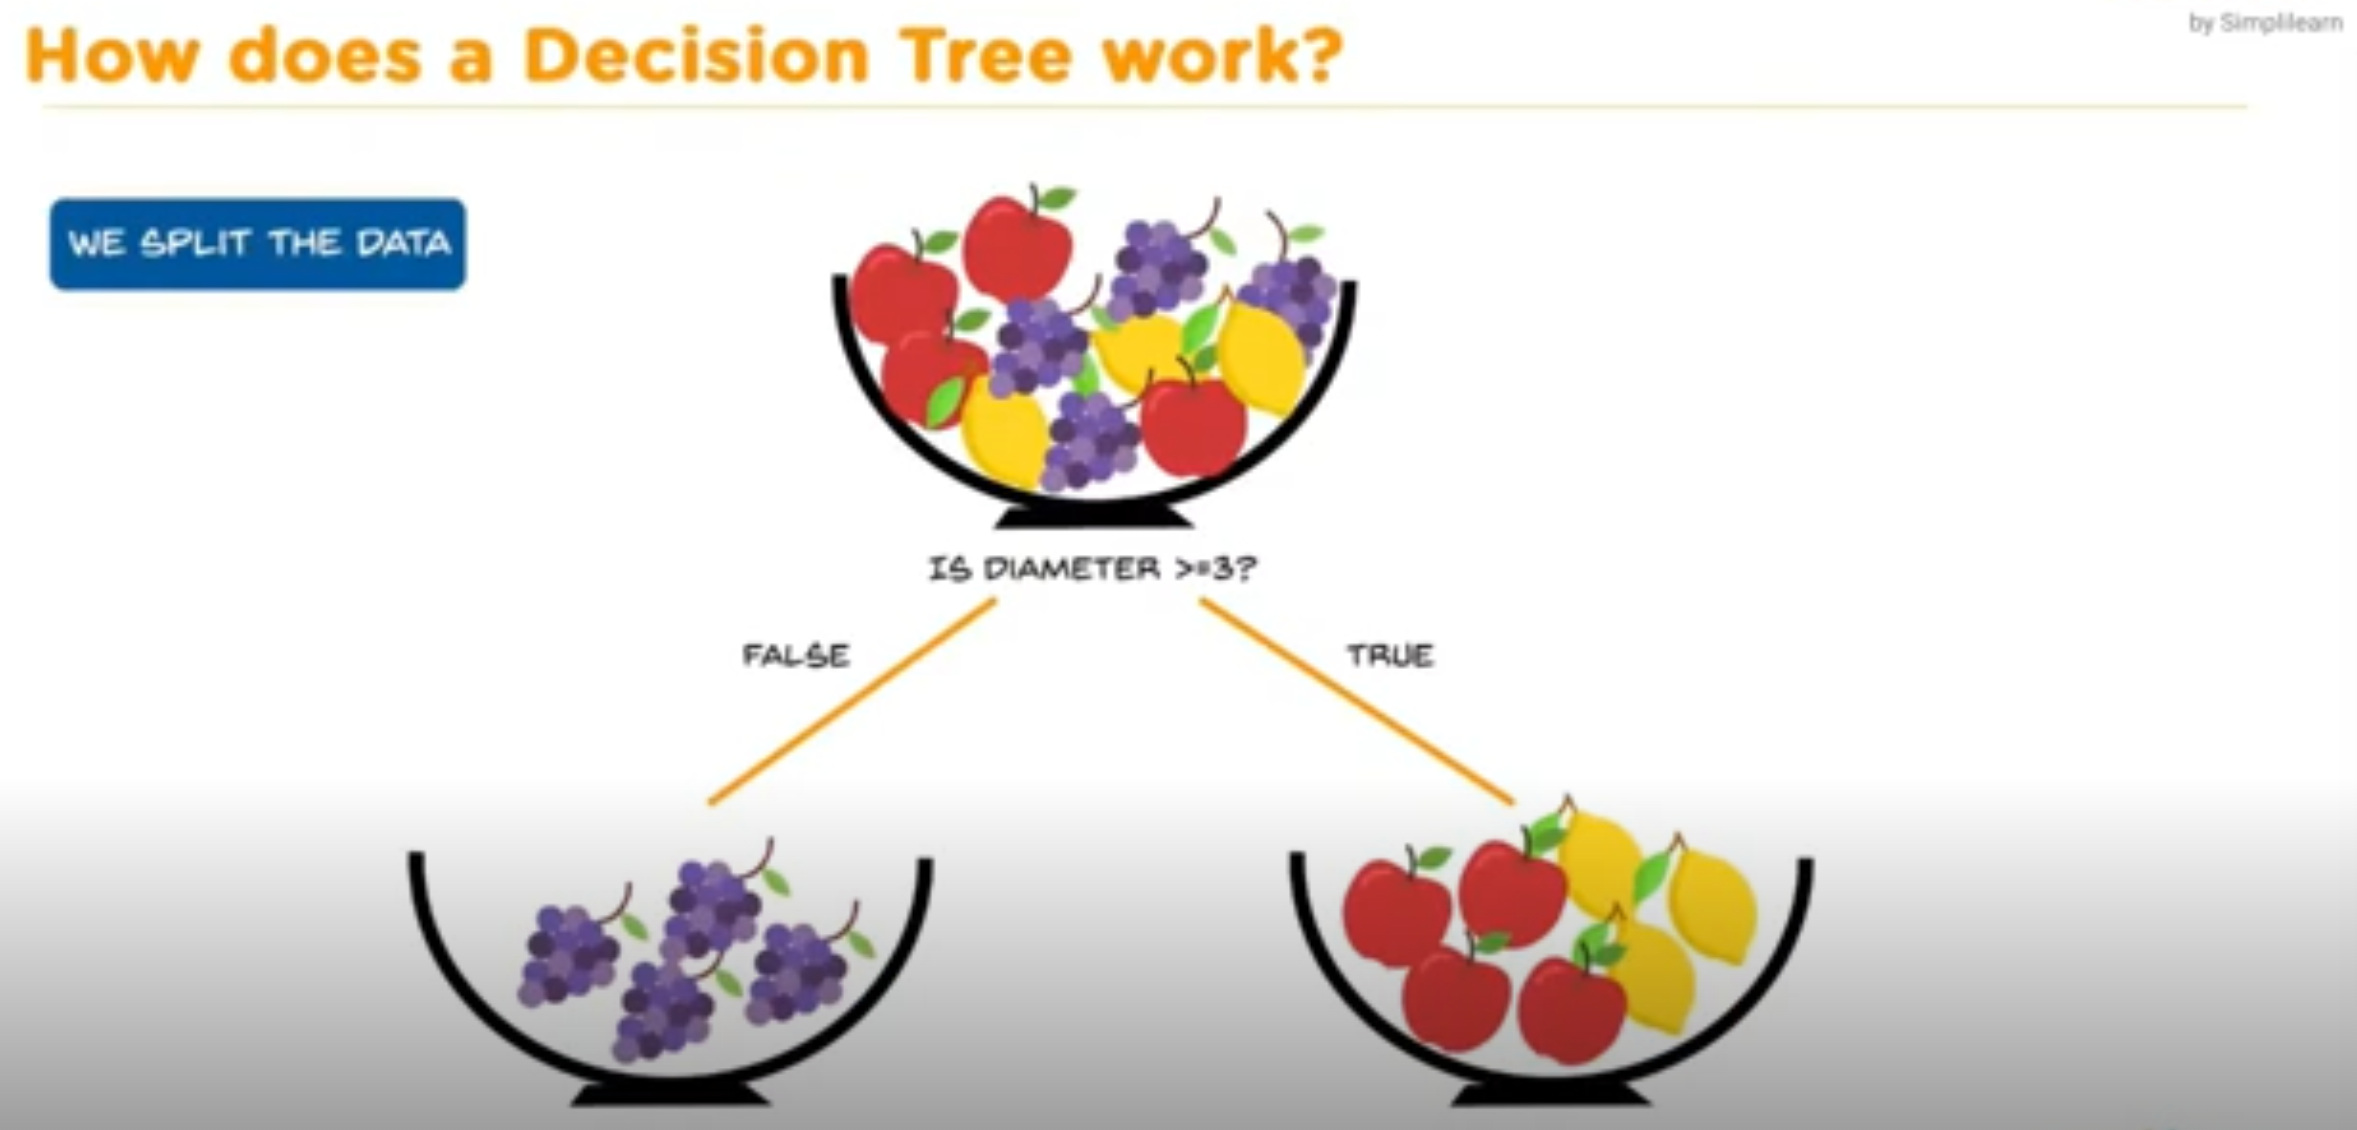 How does a Decision Tree work?
by Simplilearn
WE SPLIT THE DATA
IS DIAMETER >=3?
FALSE
TRUE